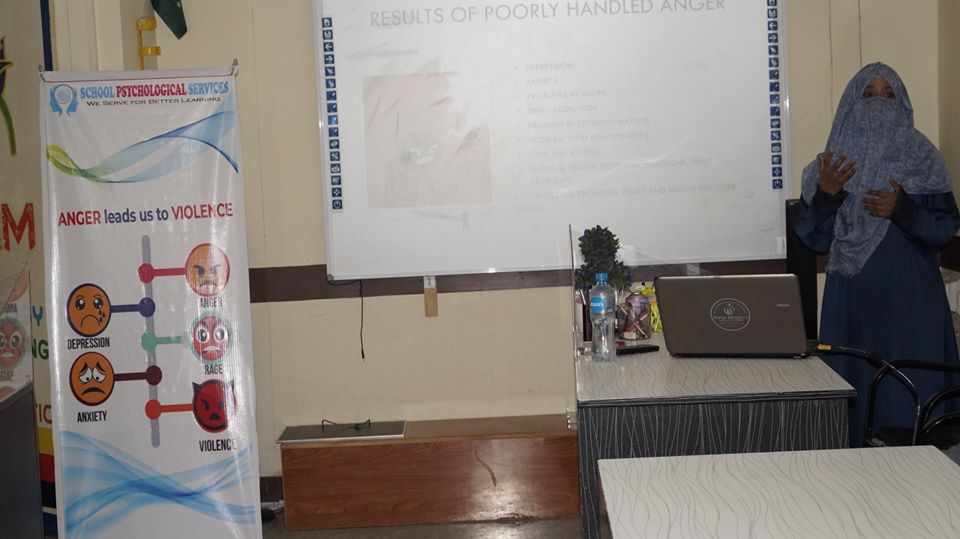 SCHOOL PSYCHOLOGICAL SERVICES
WE SERVE FOR BETTER LEARNING
ANGER leads us to VIOLENCE
ANGER
DEPRESSION
RAGE
ANXIETY
VIOLENCE
RESULTS OF POORLY HANDLED ANGER
DEPRESSION
ANXIETY
PROBLEMS AT WORK
DRUG ADDICTION
PROBLEM IN DECISION MAKING
PROBLEM WITH RELATIONSHIPS
LOW SELF ESTEEM
PHYSICAL HEALTH PROBLEMS, HEADACHE, SLEEP
PROBLEMS
DIGESTIVE PROBLEMS, HEART AND BLOOD PRESSURE
ISSUES
Haier
M